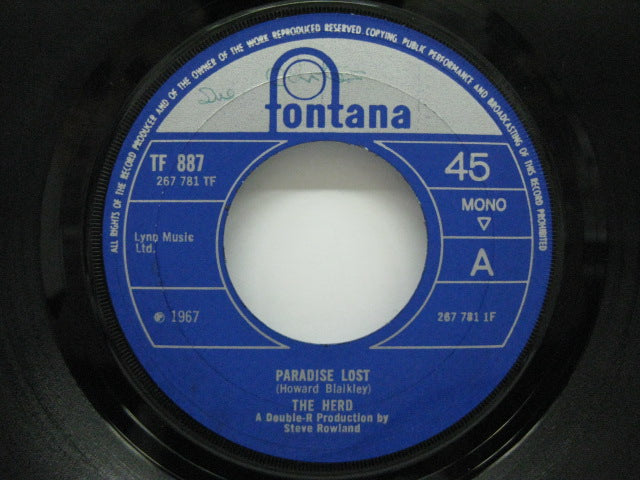 ALL RIGHTS OF THE RECORD PRODUCER AND OF THE OWNER OF THE WORK REPRODUCED RESERVED. COPYING, PUBLIC PERFORMANCE AND BROADCASTING OF THIS RECORD PROHIBITED
Sue
fontana
TF 887
267 781 TF
45
MONO
Lynn Music
Ltd.
A
℗ 1967
267 781 1F
PARADISE LOST
(Howard Blaikley)
THE HERD
A Double-R Production by
Steve Rowland